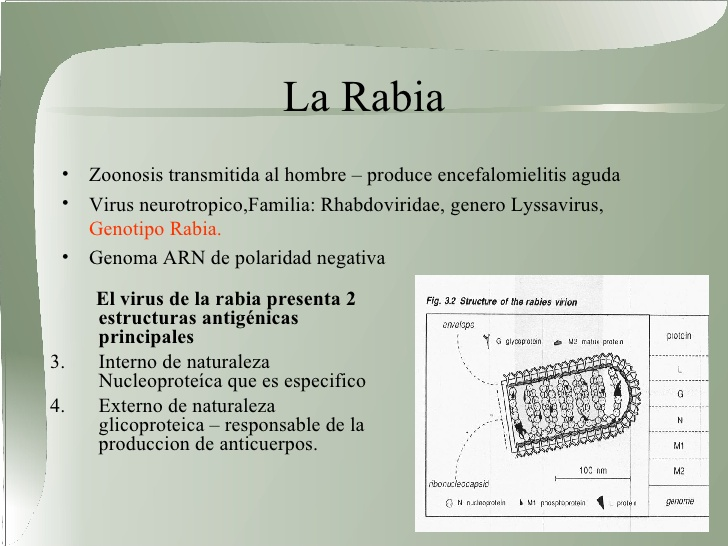 La Rabia
• Zoonosis transmitida al hombre – produce encefalomielitis aguda
• Virus neurotropico,Familia: Rhabdoviridae, genero Lyssavirus,
Genotipo Rabia.
• Genoma ARN de polaridad negativa
El virus de la rabia presenta 2
estructuras antigénicas
principales
3. Interno de naturaleza
Nucleoproteíca que es especifico
4. Externo de naturaleza
glicoproteica – responsable de la
produccion de anticuerpos.
Fig. 3.2 Structure of the rabies virion
envelope
G glycoprotein
M2 matrix protein
protein
L
G
N
M1
M2
genome
100 nm
ribonucleocapsid
N nucleoprotein
M1 phosphoprotein
L protein